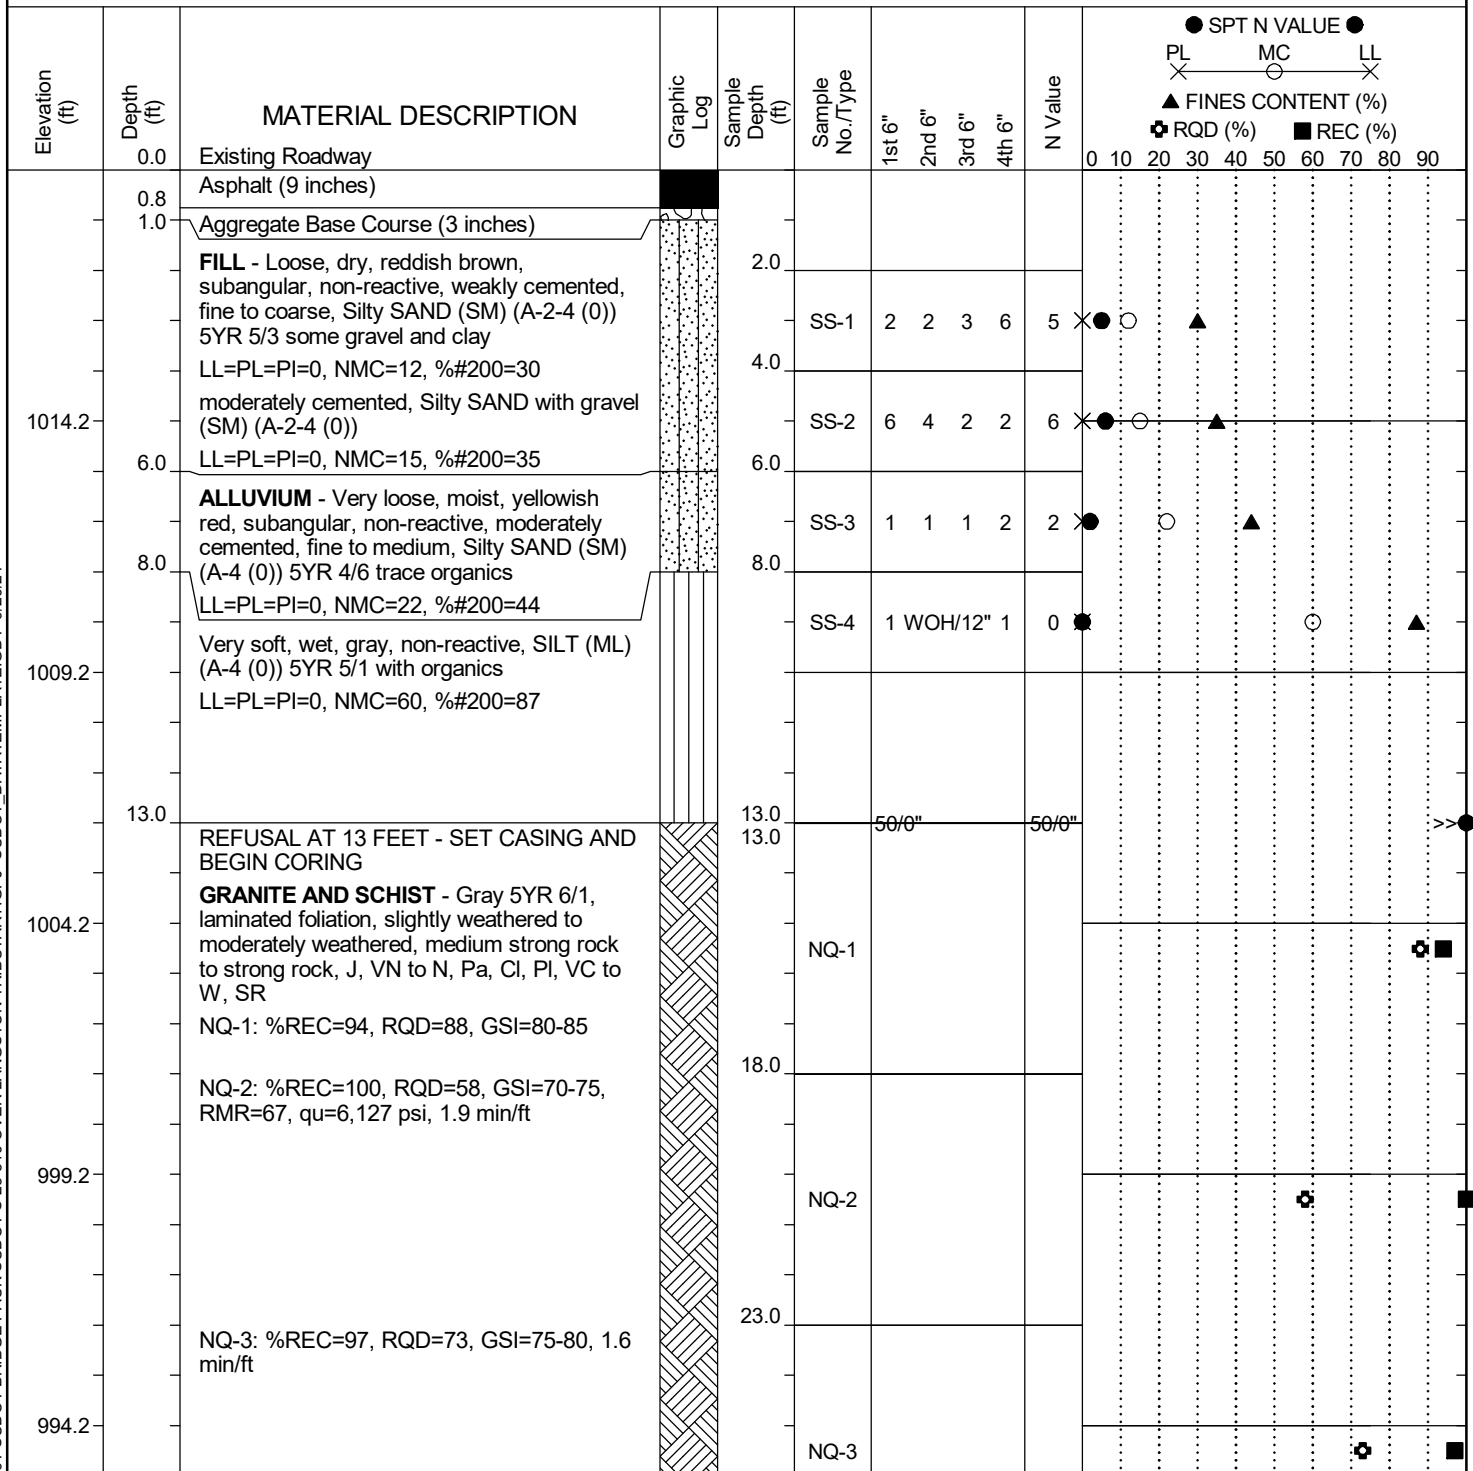 ● SPT N VALUE ●
PL MC LL
▲ FINES CONTENT (%)
RQD (%) ■ REC (%)
Elevation (ft)
Depth (ft)
MATERIAL DESCRIPTION
Graphic Log
Sample Depth (ft)
Sample No./Type
1st 6"
2nd 6"
3rd 6"
4th 6"
N Value
0 10 20 30 40 50 60 70 80 90
0.0 Existing Roadway
Asphalt (9 inches)
0.8
1.0 Aggregate Base Course (3 inches)
FILL - Loose, dry, reddish brown,
2.0
subangular, non-reactive, weakly cemented,
fine to coarse, Silty SAND (SM) (A-2-4 (0))
SS-1 2 2 3 6 5
5YR 5/3 some gravel and clay
4.0
LL=PL=PI=0, NMC=12, %#200=30
moderately cemented, Silty SAND with gravel
1014.2
(SM) (A-2-4 (0))
SS-2 6 4 2 2 6
LL=PL=PI=0, NMC=15, %#200=35
6.0 6.0
ALLUVIUM - Very loose, moist, yellowish
red, subangular, non-reactive, moderately
SS-3 1 1 1 2 2
cemented, fine to medium, Silty SAND (SM)
8.0 8.0
(A-4 (0)) 5YR 4/6 trace organics
LL=PL=PI=0, NMC=22, %#200=44
SS-4 1 WOH/12" 1 0
Very soft, wet, gray, non-reactive, SILT (ML)
(A-4 (0)) 5YR 5/1 with organics
1009.2
LL=PL=PI=0, NMC=60, %#200=87
13.0 13.0
50/0" 50/0" >>
13.0
REFUSAL AT 13 FEET - SET CASING AND
BEGIN CORING
GRANITE AND SCHIST - Gray 5YR 6/1,
1004.2
laminated foliation, slightly weathered to
moderately weathered, medium strong rock
NQ-1
to strong rock, J, VN to N, Pa, Cl, Pl, VC to
W, SR
NQ-1: %REC=94, RQD=88, GSI=80-85
18.0
NQ-2: %REC=100, RQD=58, GSI=70-75,
RMR=67, qu=6,127 psi, 1.9 min/ft
999.2
NQ-2
23.0
NQ-3: %REC=97, RQD=73, GSI=75-80, 1.6
min/ft
994.2
NQ-3